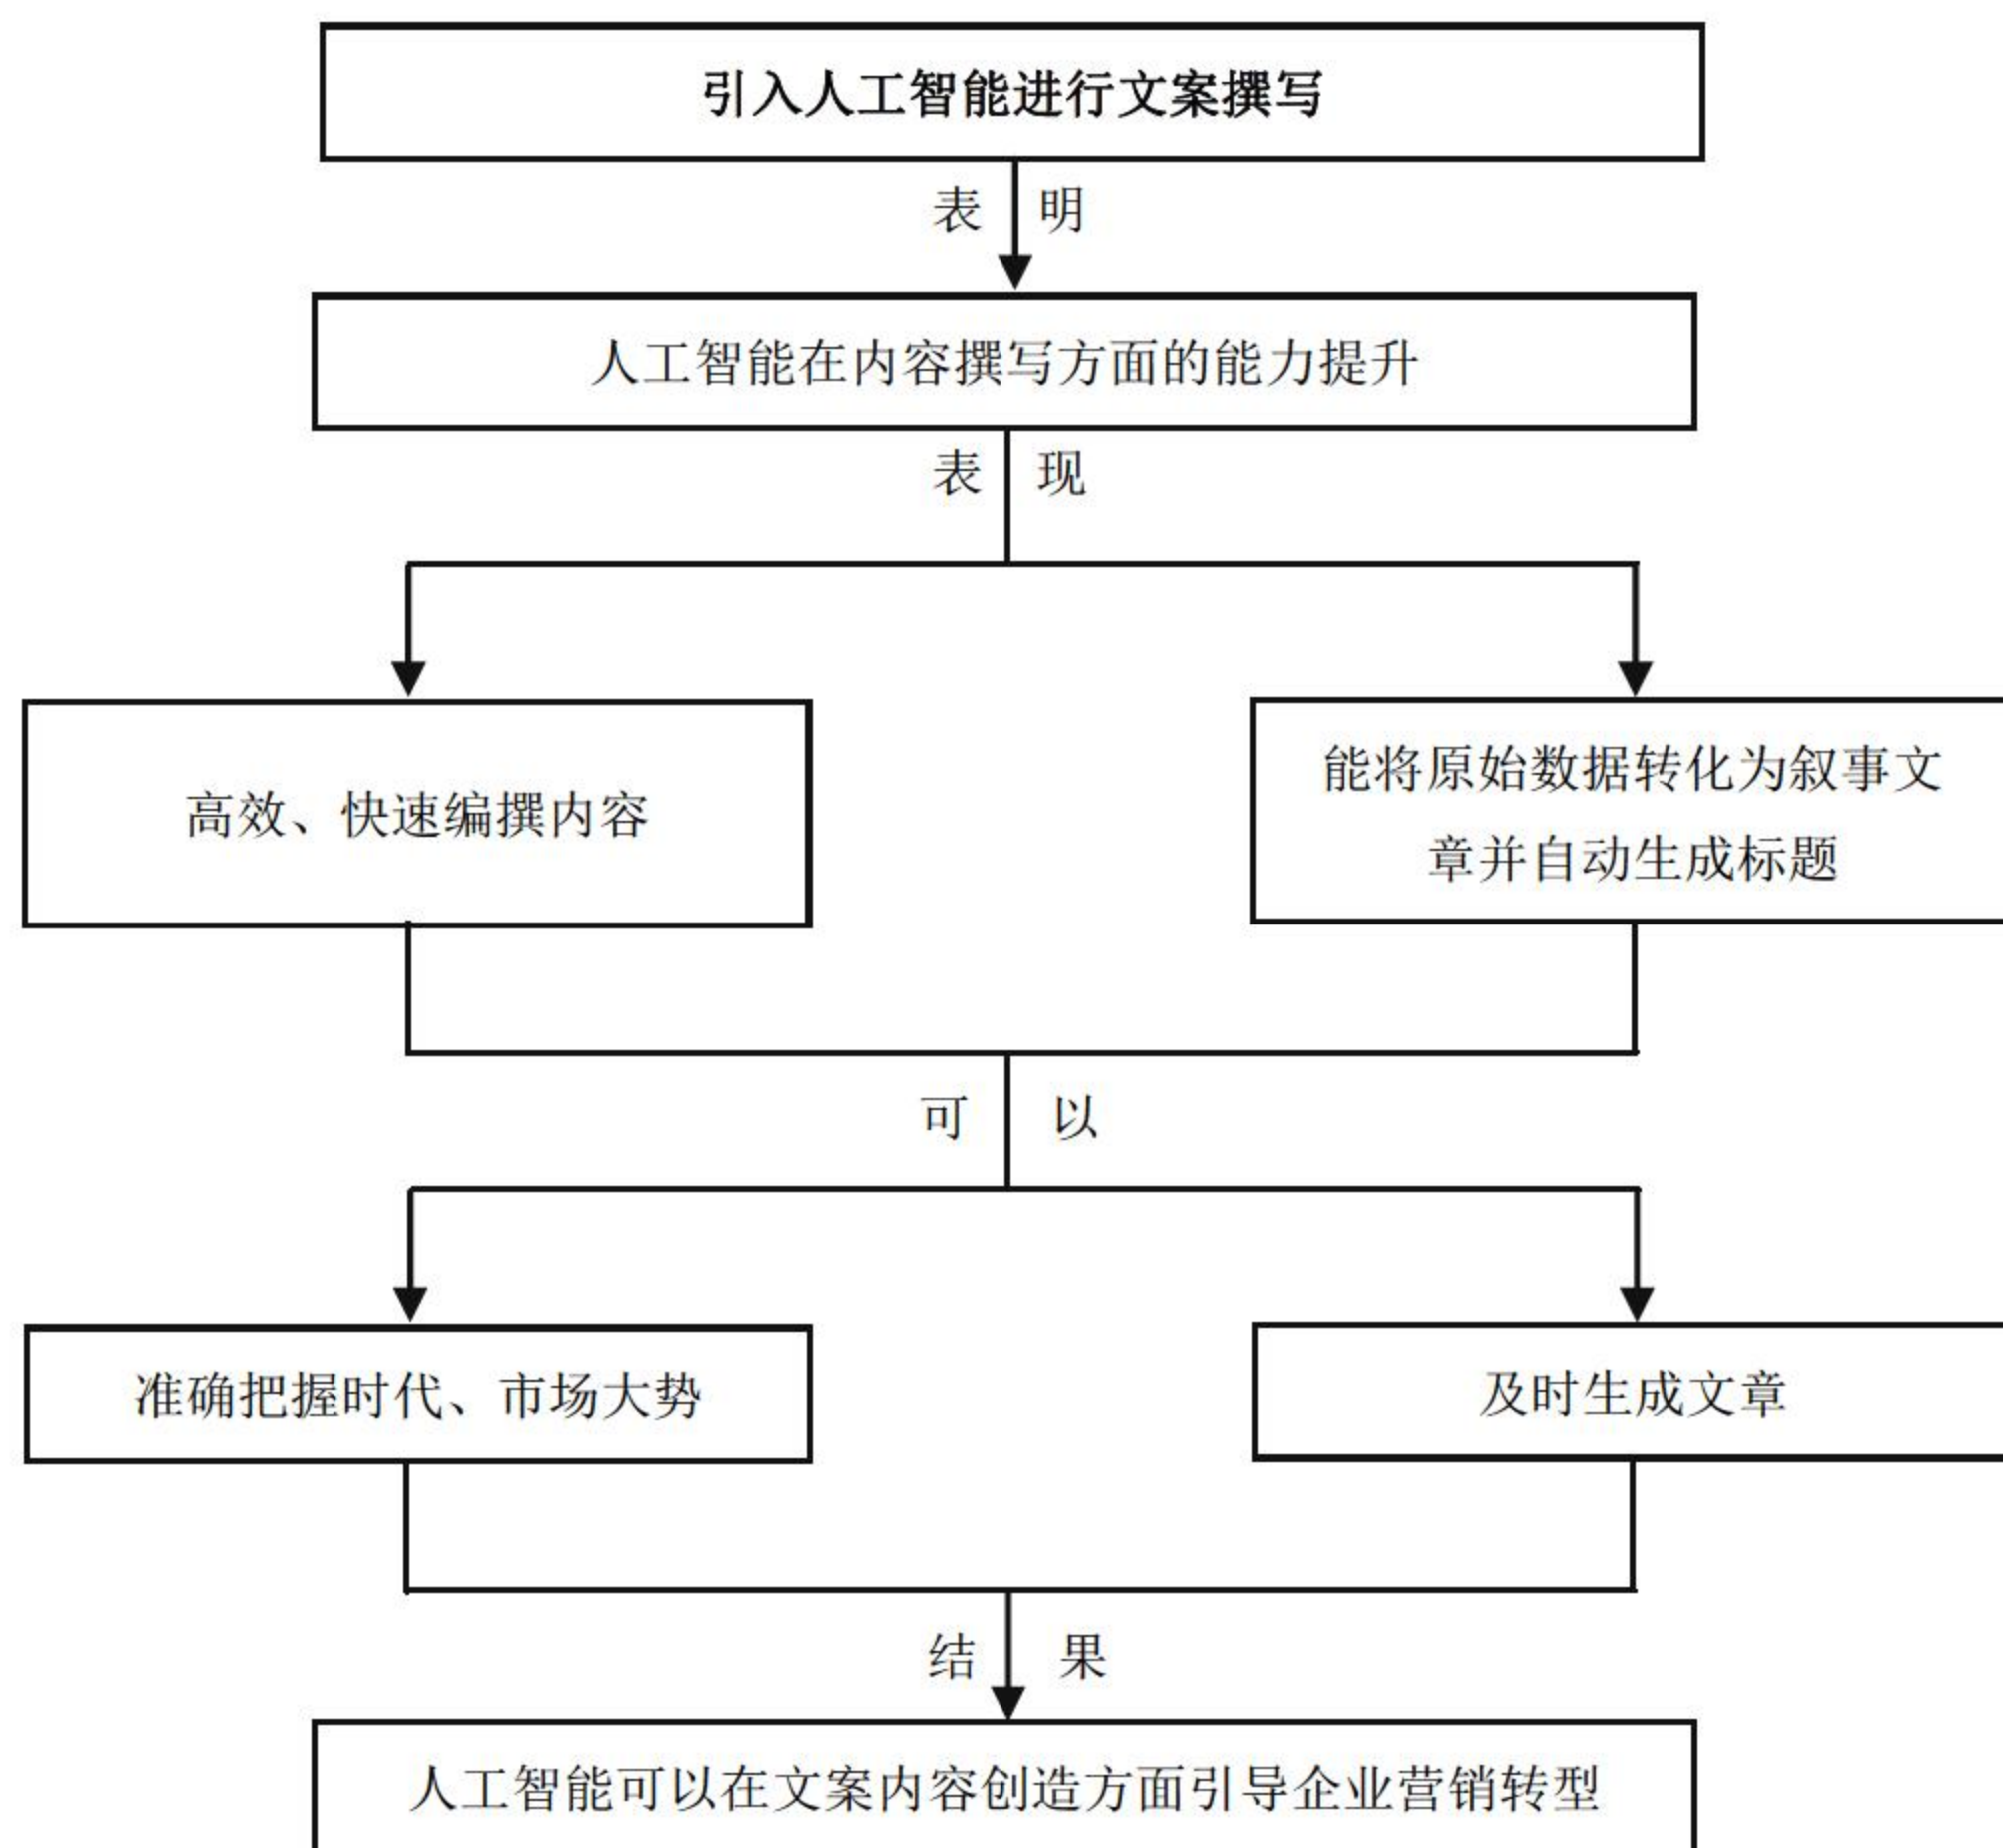 引入人工智能进行文案撰写
表明
人工智能在内容撰写方面的能力提升
表现
高效、快速编撰内容
能将原始数据转化为叙事文
章并自动生成标题
可以
准确把握时代、市场大势
及时生成文章
结果
人工智能可以在文案内容创造方面引导企业营销转型